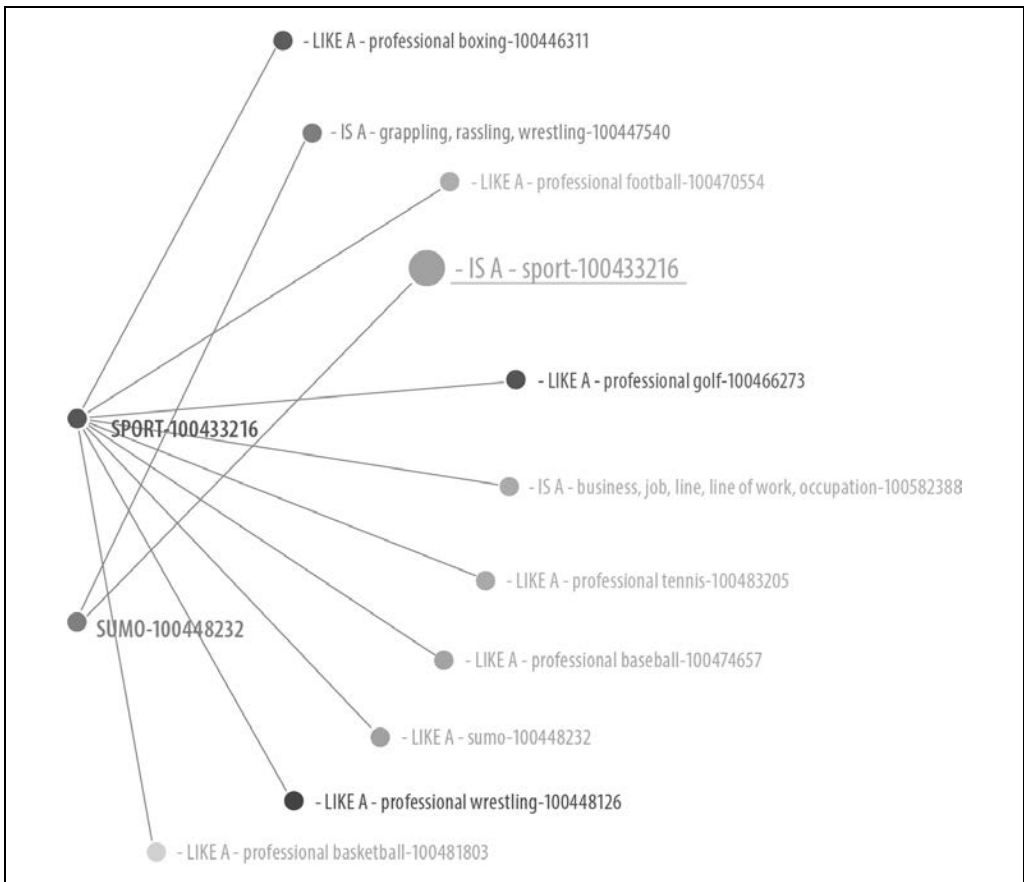 - LIKE A - professional boxing-100446311
- IS A - grappling, rassling, wrestling-100447540
- LIKE A - professional football-100470554
- IS A - sport-100433216
- LIKE A - professional golf-100466273
SPORT-100433216
- IS A - business, job, line, line of work, occupation-100582388
- LIKE A - professional tennis-100483205
SUMO-100448232
- LIKE A - professional baseball-100474657
- LIKE A - sumo-100448232
- LIKE A - professional wrestling-100448126
- LIKE A - professional basketball-100481803